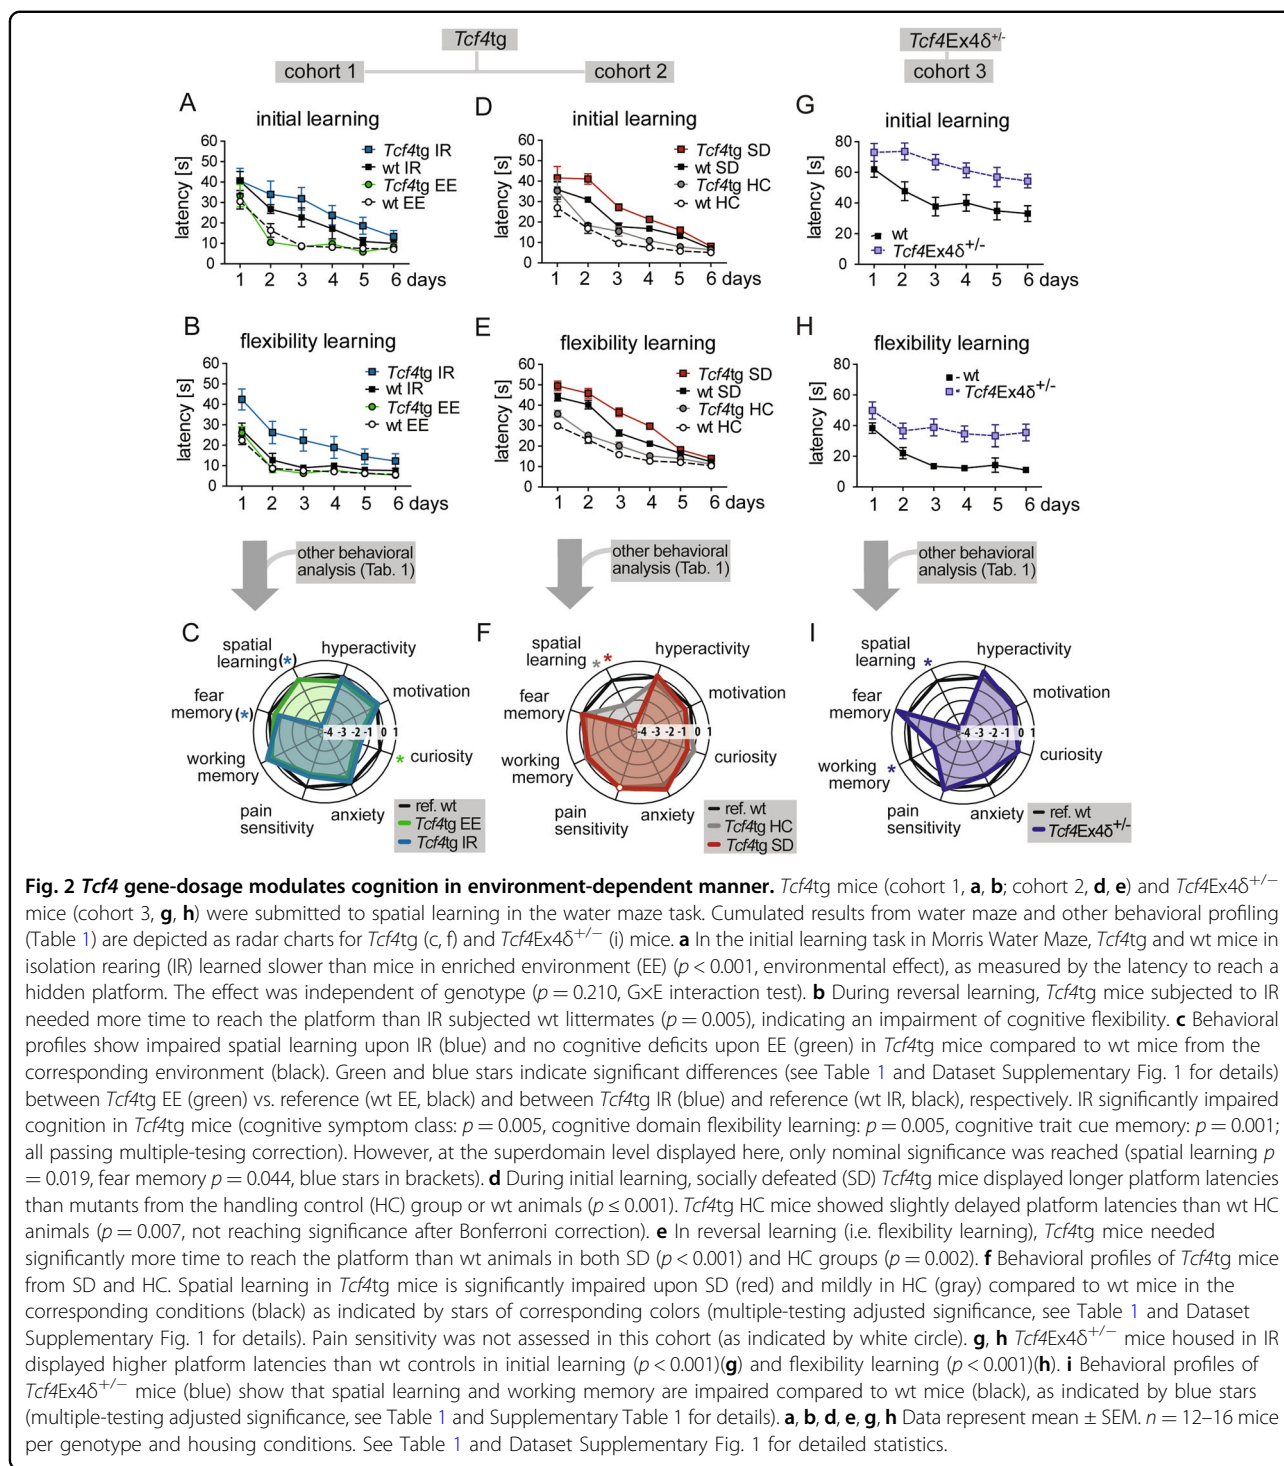 Tcf4tg
Tcf4Ex4δ+/-
cohort 1
cohort 2
cohort 3
A
initial learning
latency [s]
60
50
40
30
20
10
0
Tcf4tg IR
wt IR
Tcf4tg EE
wt EE
1 2 3 4 5 6 days
D
initial learning
latency [s]
60
50
40
30
20
10
0
Tcf4tg SD
wt SD
Tcf4tg HC
wt HC
1 2 3 4 5 6 days
G
initial learning
latency [s]
80
60
40
20
0
wt
Tcf4Ex4δ+/-
1 2 3 4 5 6 days
B
flexibility learning
latency [s]
60
50
40
30
20
10
0
Tcf4tg IR
wt IR
Tcf4tg EE
wt EE
1 2 3 4 5 6 days
E
flexibility learning
latency [s]
60
50
40
30
20
10
0
Tcf4tg SD
wt SD
Tcf4tg HC
wt HC
1 2 3 4 5 6 days
H
flexibility learning
latency [s]
80
60
40
20
0
wt
Tcf4Ex4δ+/-
1 2 3 4 5 6 days
other behavioral
analysis (Tab. 1)
other behavioral
analysis (Tab. 1)
other behavioral
analysis (Tab. 1)
C
spatial
learning(*)
hyperactivity
motivation
* curiosity
anxiety
pain
sensitivity
working
memory
fear
memory(*)
-4 -3 -2 -1 0 1
ref. wt
Tcf4tg EE
Tcf4tg IR
F
spatial
learning * *
hyperactivity
motivation
curiosity
anxiety
pain
sensitivity
working
memory
fear
memory
-4 -3 -2 -1 0 1
ref. wt
Tcf4tg HC
Tcf4tg SD
I
spatial
learning *
hyperactivity
motivation
curiosity
anxiety
pain
sensitivity
working
memory *
fear
memory
-4 -3 -2 -1 0 1
ref. wt
Tcf4Ex4δ+/-
Fig. 2 Tcf4 gene-dosage modulates cognition in environment-dependent manner. Tcf4tg mice (cohort 1, a, b; cohort 2, d, e) and Tcf4Ex4δ+/−
mice (cohort 3, g, h) were submitted to spatial learning in the water maze task. Cumulated results from water maze and other behavioral profiling
(Table 1) are depicted as radar charts for Tcf4tg (c, f) and Tcf4Ex4δ+/− (i) mice. a In the initial learning task in Morris Water Maze, Tcf4tg and wt mice in
isolation rearing (IR) learned slower than mice in enriched environment (EE) (p < 0.001, environmental effect), as measured by the latency to reach a
hidden platform. The effect was independent of genotype (p = 0.210, G×E interaction test). b During reversal learning, Tcf4tg mice subjected to IR
needed more time to reach the platform than IR subjected wt littermates (p = 0.005), indicating an impairment of cognitive flexibility. c Behavioral
profiles show impaired spatial learning upon IR (blue) and no cognitive deficits upon EE (green) in Tcf4tg mice compared to wt mice from the
corresponding environment (black). Green and blue stars indicate significant differences (see Table 1 and Dataset Supplementary Fig. 1 for details)
between Tcf4tg EE (green) vs. reference (wt EE, black) and between Tcf4tg IR (blue) and reference (wt IR, black), respectively. IR significantly impaired
cognition in Tcf4tg mice (cognitive symptom class: p = 0.005, cognitive domain flexibility learning: p = 0.005, cognitive trait cue memory: p = 0.001;
all passing multiple-tesing correction). However, at the superdomain level displayed here, only nominal significance was reached (spatial learning p
= 0.019, fear memory p = 0.044, blue stars in brackets). d During initial learning, socially defeated (SD) Tcf4tg mice displayed longer platform latencies
than mutants from the handling control (HC) group or wt animals (p ≤ 0.001). Tcf4tg HC mice showed slightly delayed platform latencies than wt HC
animals (p = 0.007, not reaching significance after Bonferroni correction). e In reversal learning (i.e. flexibility learning), Tcf4tg mice needed
significantly more time to reach the platform than wt animals in both SD (p < 0.001) and HC groups (p = 0.002). f Behavioral profiles of Tcf4tg mice
from SD and HC. Spatial learning in Tcf4tg mice is significantly impaired upon SD (red) and mildly in HC (gray) compared to wt mice in the
corresponding conditions (black) as indicated by stars of corresponding colors (multiple-testing adjusted significance, see Table 1 and Dataset
Supplementary Fig. 1 for details). Pain sensitivity was not assessed in this cohort (as indicated by white circle). g, h Tcf4Ex4δ+/− mice housed in IR
displayed higher platform latencies than wt controls in initial learning (p < 0.001)(g) and flexibility learning (p < 0.001)(h). i Behavioral profiles of
Tcf4Ex4δ+/− mice (blue) show that spatial learning and working memory are impaired compared to wt mice (black), as indicated by blue stars
(multiple-testing adjusted significance, see Table 1 and Supplementary Table 1 for details). a, b, d, e, g, h Data represent mean ± SEM. n = 12–16 mice
per genotype and housing conditions. See Table 1 and Dataset Supplementary Fig. 1 for detailed statistics.